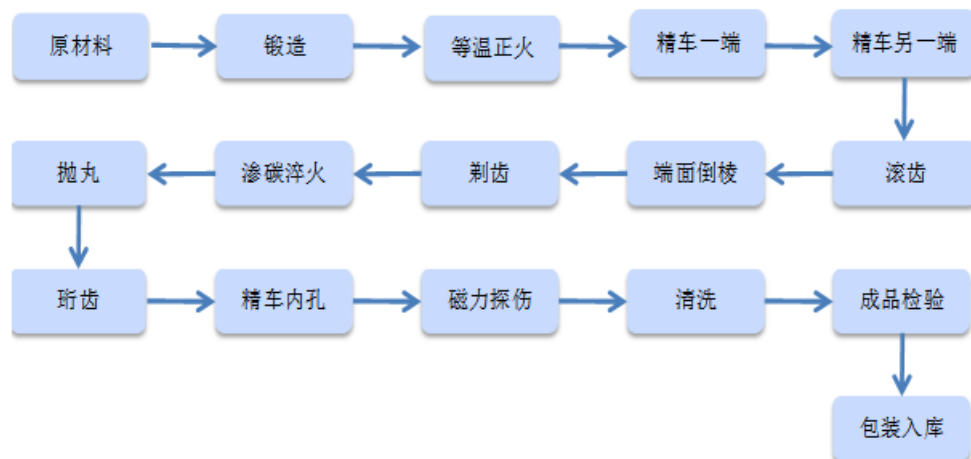 原材料
锻造
等温正火
精车一端
精车另一端
滚齿
端面倒棱
剃齿
渗碳淬火
抛丸
珩齿
精车内孔
磁力探伤
清洗
成品检验
包装入库